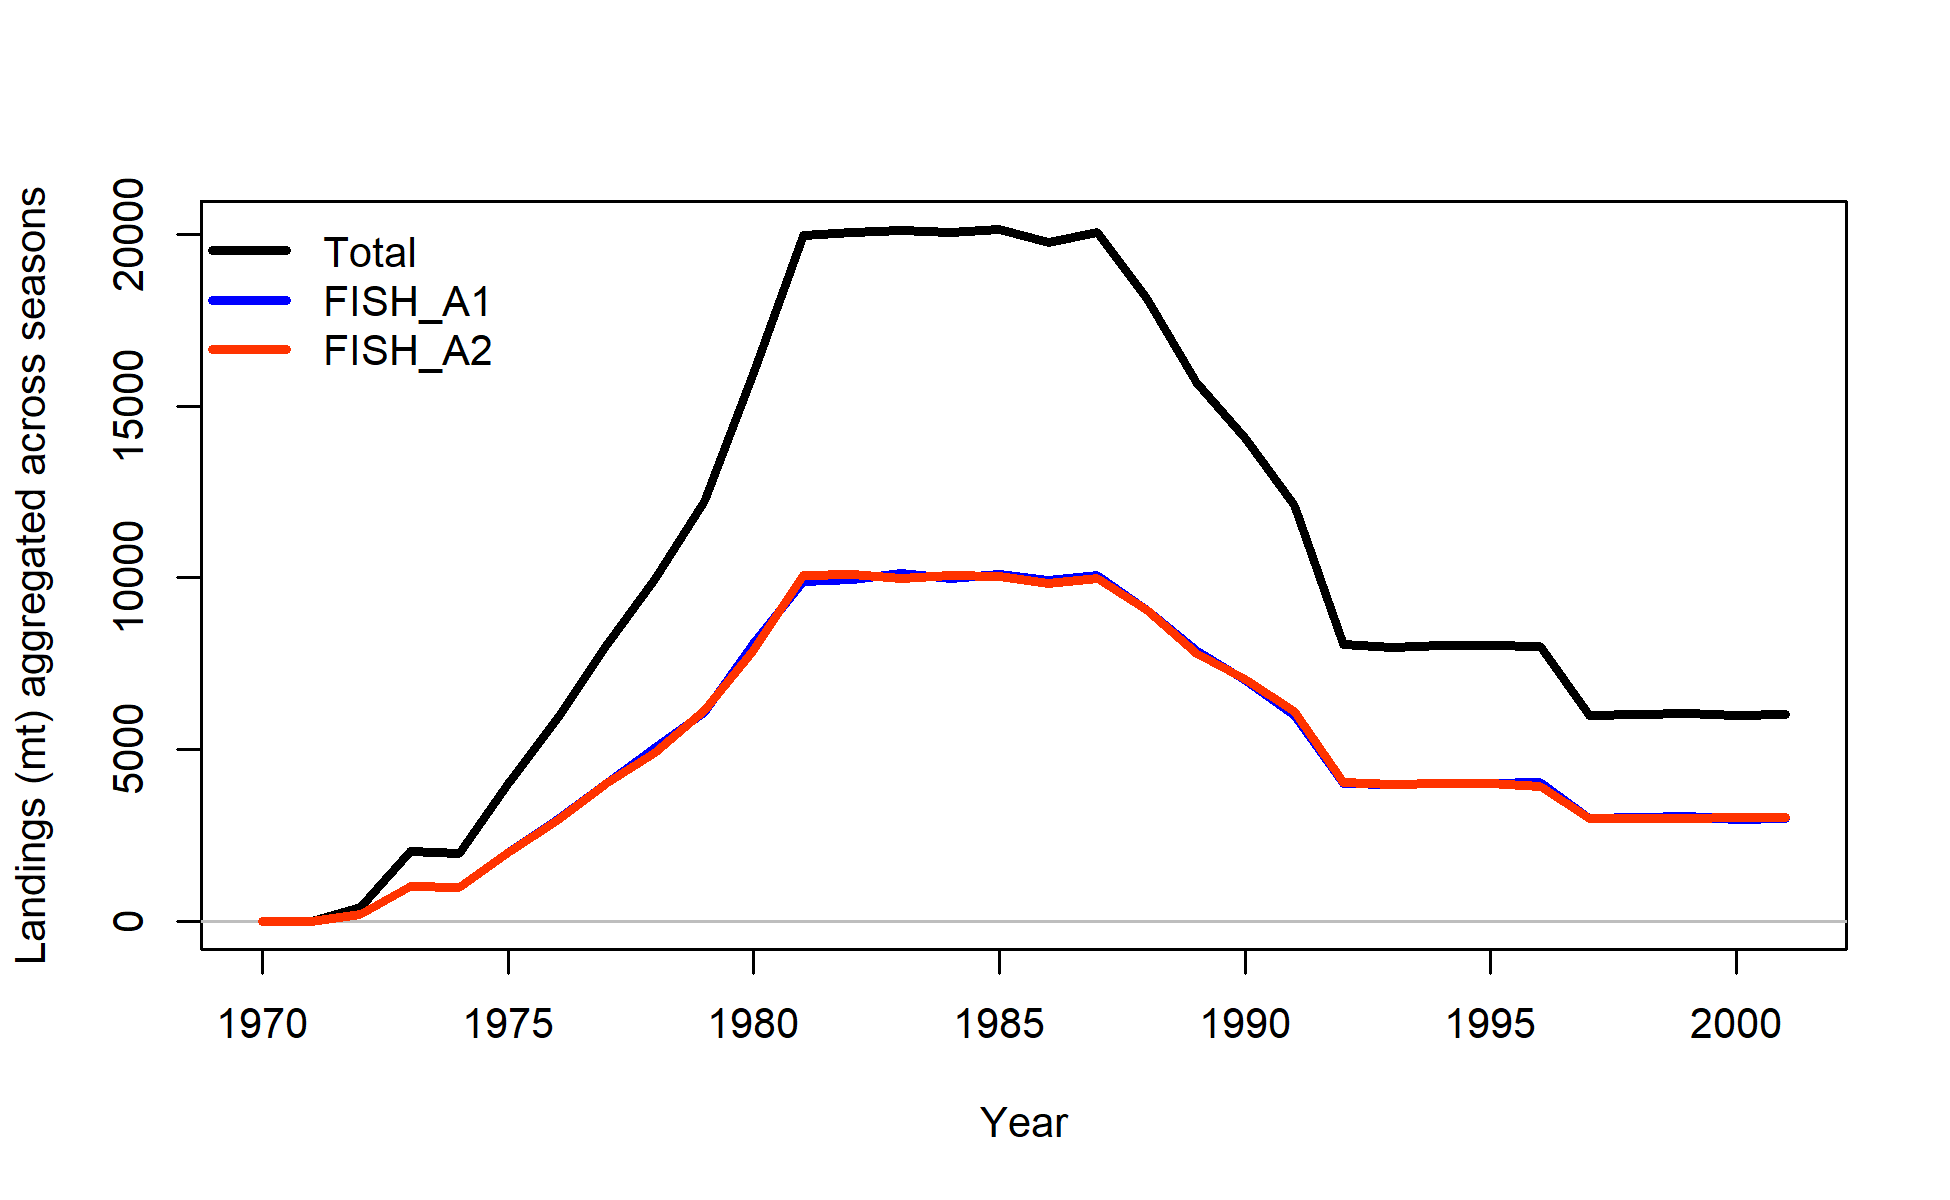 Landings (mt) aggregated across seasons
20000
15000
10000
5000
0
Total
FISH_A1
FISH_A2
1970 1975 1980 1985 1990 1995 2000
Year